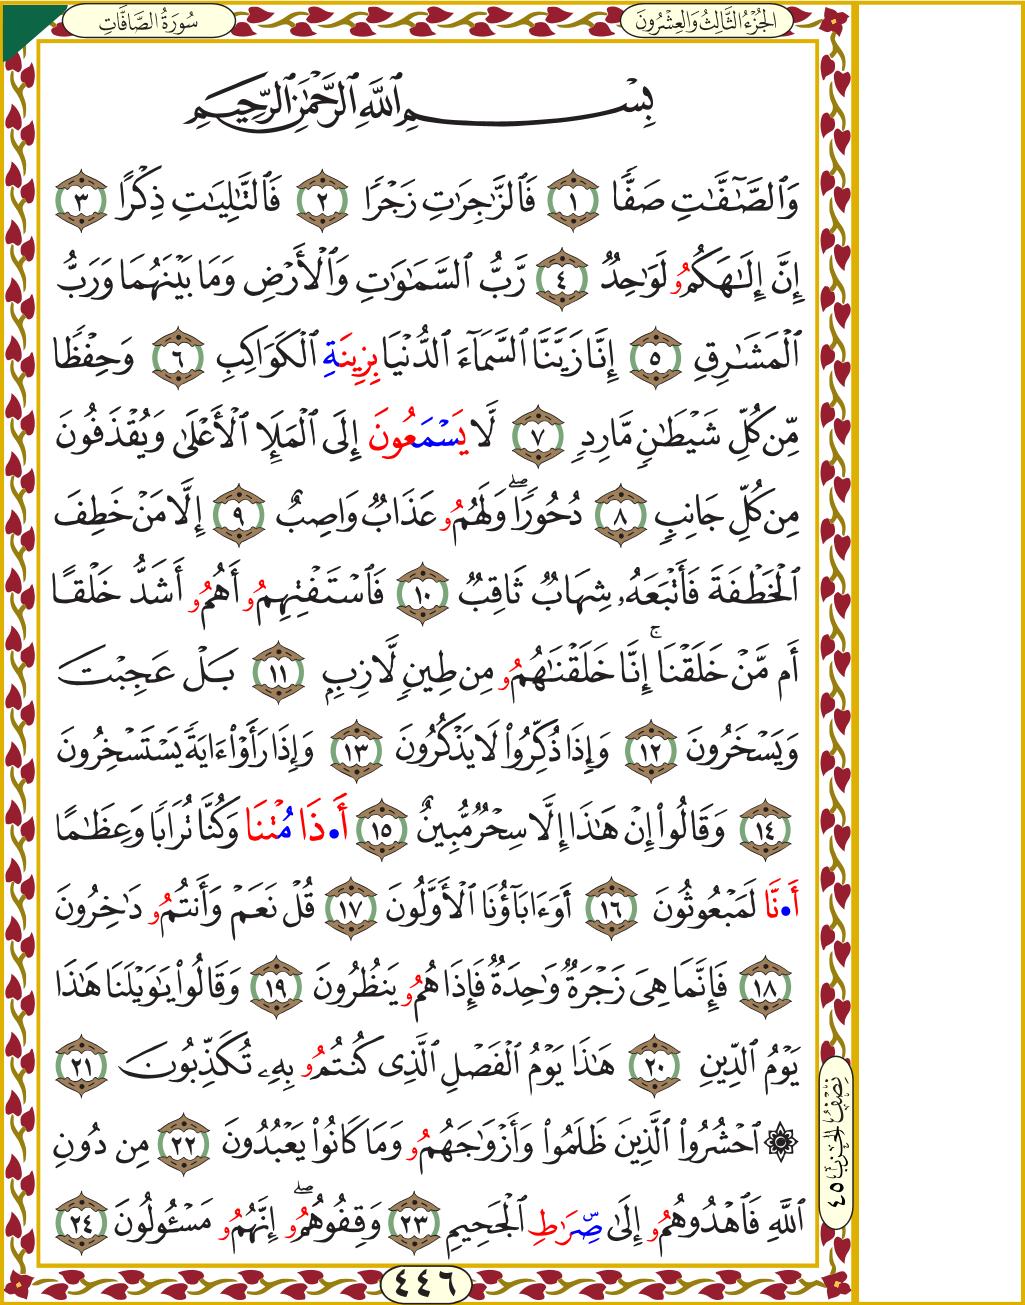 الجُزْءُ الثَّالِثُ وَالعِشْرُونَ
سُورَةُ الصَّافَّاتِ
بِسْمِ ٱللَّهِ ٱلرَّحْمَٰنِ ٱلرَّحِيمِ
وَٱلصَّٰٓفَّٰتِ صَفًّا ١ فَٱلزَّٰجِرَٰتِ زَجْرًا ٢ فَٱلتَّٰلِيَٰتِ ذِكْرًا ٣
إِنَّ إِلَٰهَكُمُو لَوَٰحِدٌ ٤ رَّبُّ ٱلسَّمَٰوَٰتِ وَٱلْأَرْضِ وَمَا بَيْنَهُمَا وَرَبُّ
ٱلْمَشَٰرِقِ ٥ إِنَّا زَيَّنَّا ٱلسَّمَآءَ ٱلدُّنْيَا بِزِينَةِ ٱلْكَوَاكِبِ ٦ وَحِفْظًا
مِّن كُلِّ شَيْطَٰنٍ مَّارِدٍ ٧ لَّا يَسْمَعُونَ إِلَى ٱلْمَلَإِ ٱلْأَعْلَىٰ وَيُقْذَفُونَ
مِن كُلِّ جَانِبٍ ٨ دُحُورًا ۖ وَلَهُمُو عَذَابٌ وَاصِبٌ ٩ إِلَّا مَنْ خَطِفَ
ٱلْخَطْفَةَ فَأَتْبَعَهُۥ شِهَابٌ ثَاقِبٌ ١٠ فَٱسْتَفْتِهِمُو أَهُمُو أَشَدُّ خَلْقًا
أَم مَّنْ خَلَقْنَا ۚ إِنَّا خَلَقْنَٰهُمُو مِن طِينٍ لَّازِبٍ ١١ بَلْ عَجِبْتَ
وَيَسْخَرُونَ ١٢ وَإِذَا ذُكِّرُوا۟ لَا يَذْكُرُونَ ١٣ وَإِذَا رَأَوْا۟ ءَايَةً يَسْتَسْخِرُونَ
١٤ وَقَالُوٓا۟ إِنْ هَٰذَا إِلَّا سِحْرٌ مُّبِينٌ ١٥ أَ•ذَا مُتْنَا وَكُنَّا تُرَابًا وَعِظَٰمًا
أَ•نَّا لَمَبْعُوثُونَ ١٦ أَوَءَابَآؤُنَا ٱلْأَوَّلُونَ ١٧ قُلْ نَعَمْ وَأَنتُمُو دَٰخِرُونَ
١٨ فَإِنَّمَا هِىَ زَجْرَةٌ وَٰحِدَةٌ فَإِذَا هُمُو يَنظُرُونَ ١٩ وَقَالُوا۟ يَٰوَيْلَنَا هَٰذَا
يَوْمُ ٱلدِّينِ ٢٠ هَٰذَا يَوْمُ ٱلْفَصْلِ ٱلَّذِى كُنتُمُو بِهِۦ تُكَذِّبُونَ ٢١
۞ ٱحْشُرُوا۟ ٱلَّذِينَ ظَلَمُوا۟ وَأَزْوَٰجَهُمُو وَمَا كَانُوا۟ يَعْبُدُونَ ٢٢ مِن دُونِ
ٱللَّهِ فَٱهْدُوهُمُو إِلَىٰ صِّرَٰطِ ٱلْجَحِيمِ ٢٣ وَقِفُوهُمُو ۖ إِنَّهُمُو مَسْـُٔولُونَ ٢٤
نِصْفُ الحِزْبِ ٤٥
٤٤٦